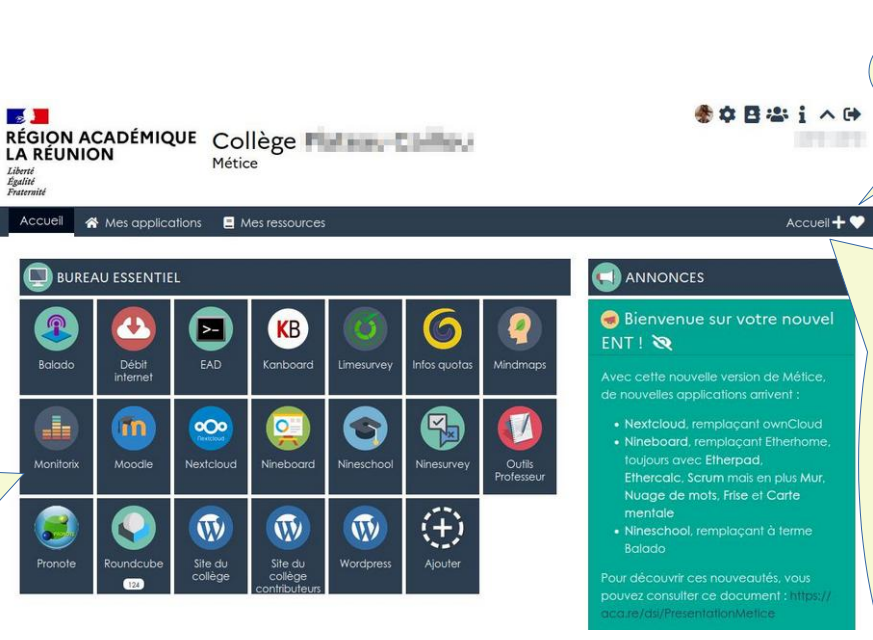 RÉGION ACADÉMIQUE
LA RÉUNION
Liberté
Égalité
Fraternité
Collège
Métice
Accueil
Mes applications
Mes ressources
Accueil
BUREAU ESSENTIEL
Balado
Débit
internet
EAD
KB
Kanboard
Limesurvey
Infos quotas
Mindmaps
Monitorix
Moodle
Nextcloud
Nextcloud
Nineboard
Nineschool
Ninesurvey
Outils
Professeur
Pronote
Roundcube
124
Site du
collège
Site du
collège
contributeurs
Wordpress
Ajouter
ANNONCES
Bienvenue sur votre nouvel
ENT !
Avec cette nouvelle version de Métice,
de nouvelles applications arrivent :
• Nextcloud, remplaçant ownCloud
• Nineboard, remplaçant Etherhome,
toujours avec Etherpad,
Ethercalc, Scrum mais en plus Mur,
Nuage de mots, Frise et Carte
mentale
• Nineschool, remplaçant à terme
Balado
Pour découvrir ces nouveautés, vous
pouvez consulter ce document : https://
aca.re/dsi/PresentationMetice